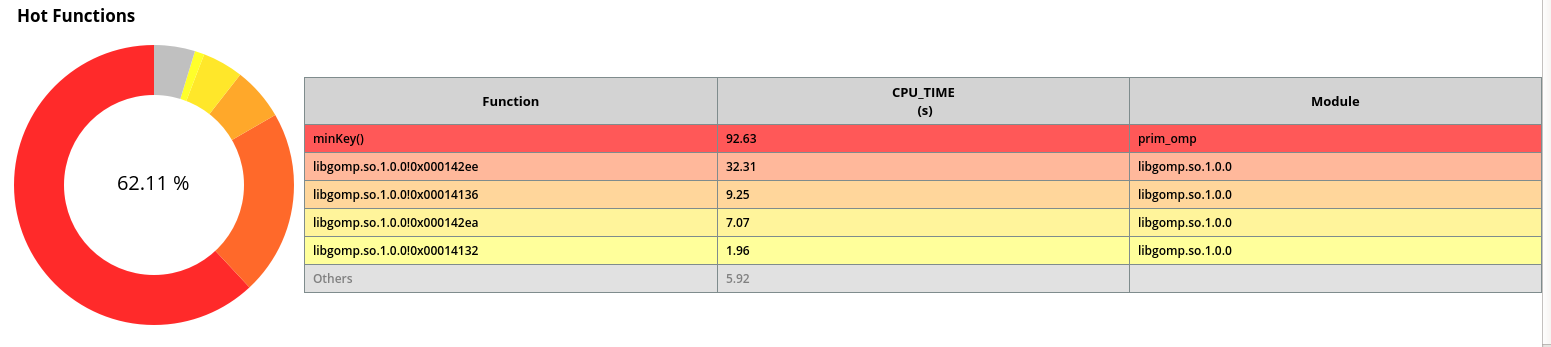 Hot Functions
62.11 %
Function CPU_TIME (s) Module
minKey() 92.63 prim_omp
libgomp.so.1.0.0!0x000142ee 32.31 libgomp.so.1.0.0
libgomp.so.1.0.0!0x00014136 9.25 libgomp.so.1.0.0
libgomp.so.1.0.0!0x000142ea 7.07 libgomp.so.1.0.0
libgomp.so.1.0.0!0x00014132 1.96 libgomp.so.1.0.0
Others 5.92